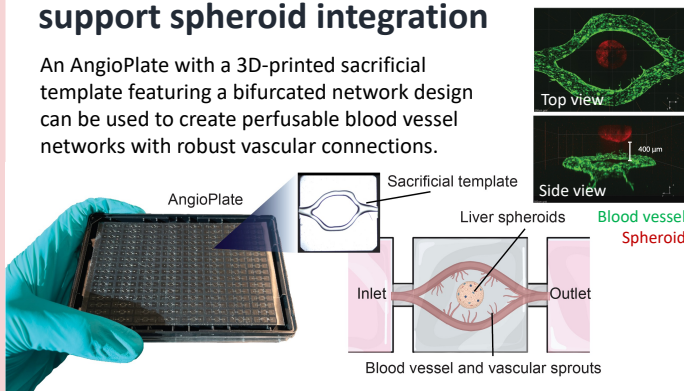 support spheroid integration
An AngioPlate with a 3D-printed sacrificial
template featuring a bifurcated network design
can be used to create perfusable blood vessel
networks with robust vascular connections.
Top view
400 µm
Side view
AngioPlate
Sacrificial template
Liver spheroids
Blood vessel
Spheroid
Inlet
Outlet
Blood vessel and vascular sprouts